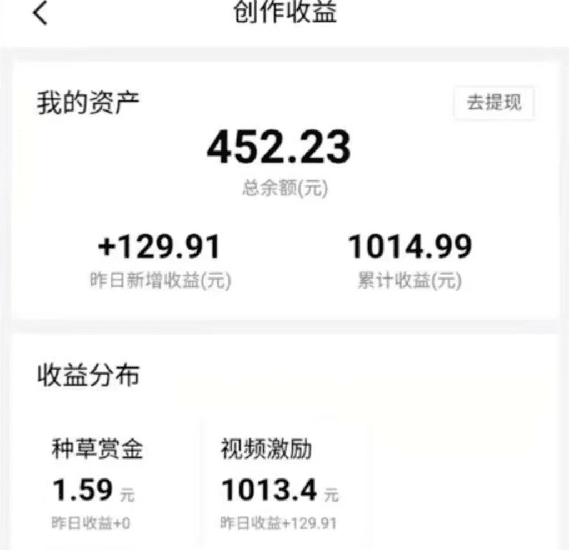 创作收益
我的资产
去提现
452.23
总余额(元)
+129.91 1014.99
昨日新增收益(元) 累计收益(元)
收益分布
种草赏金 视频激励
1.59 元 1013.4 元
昨日收益+0 昨日收益+129.91